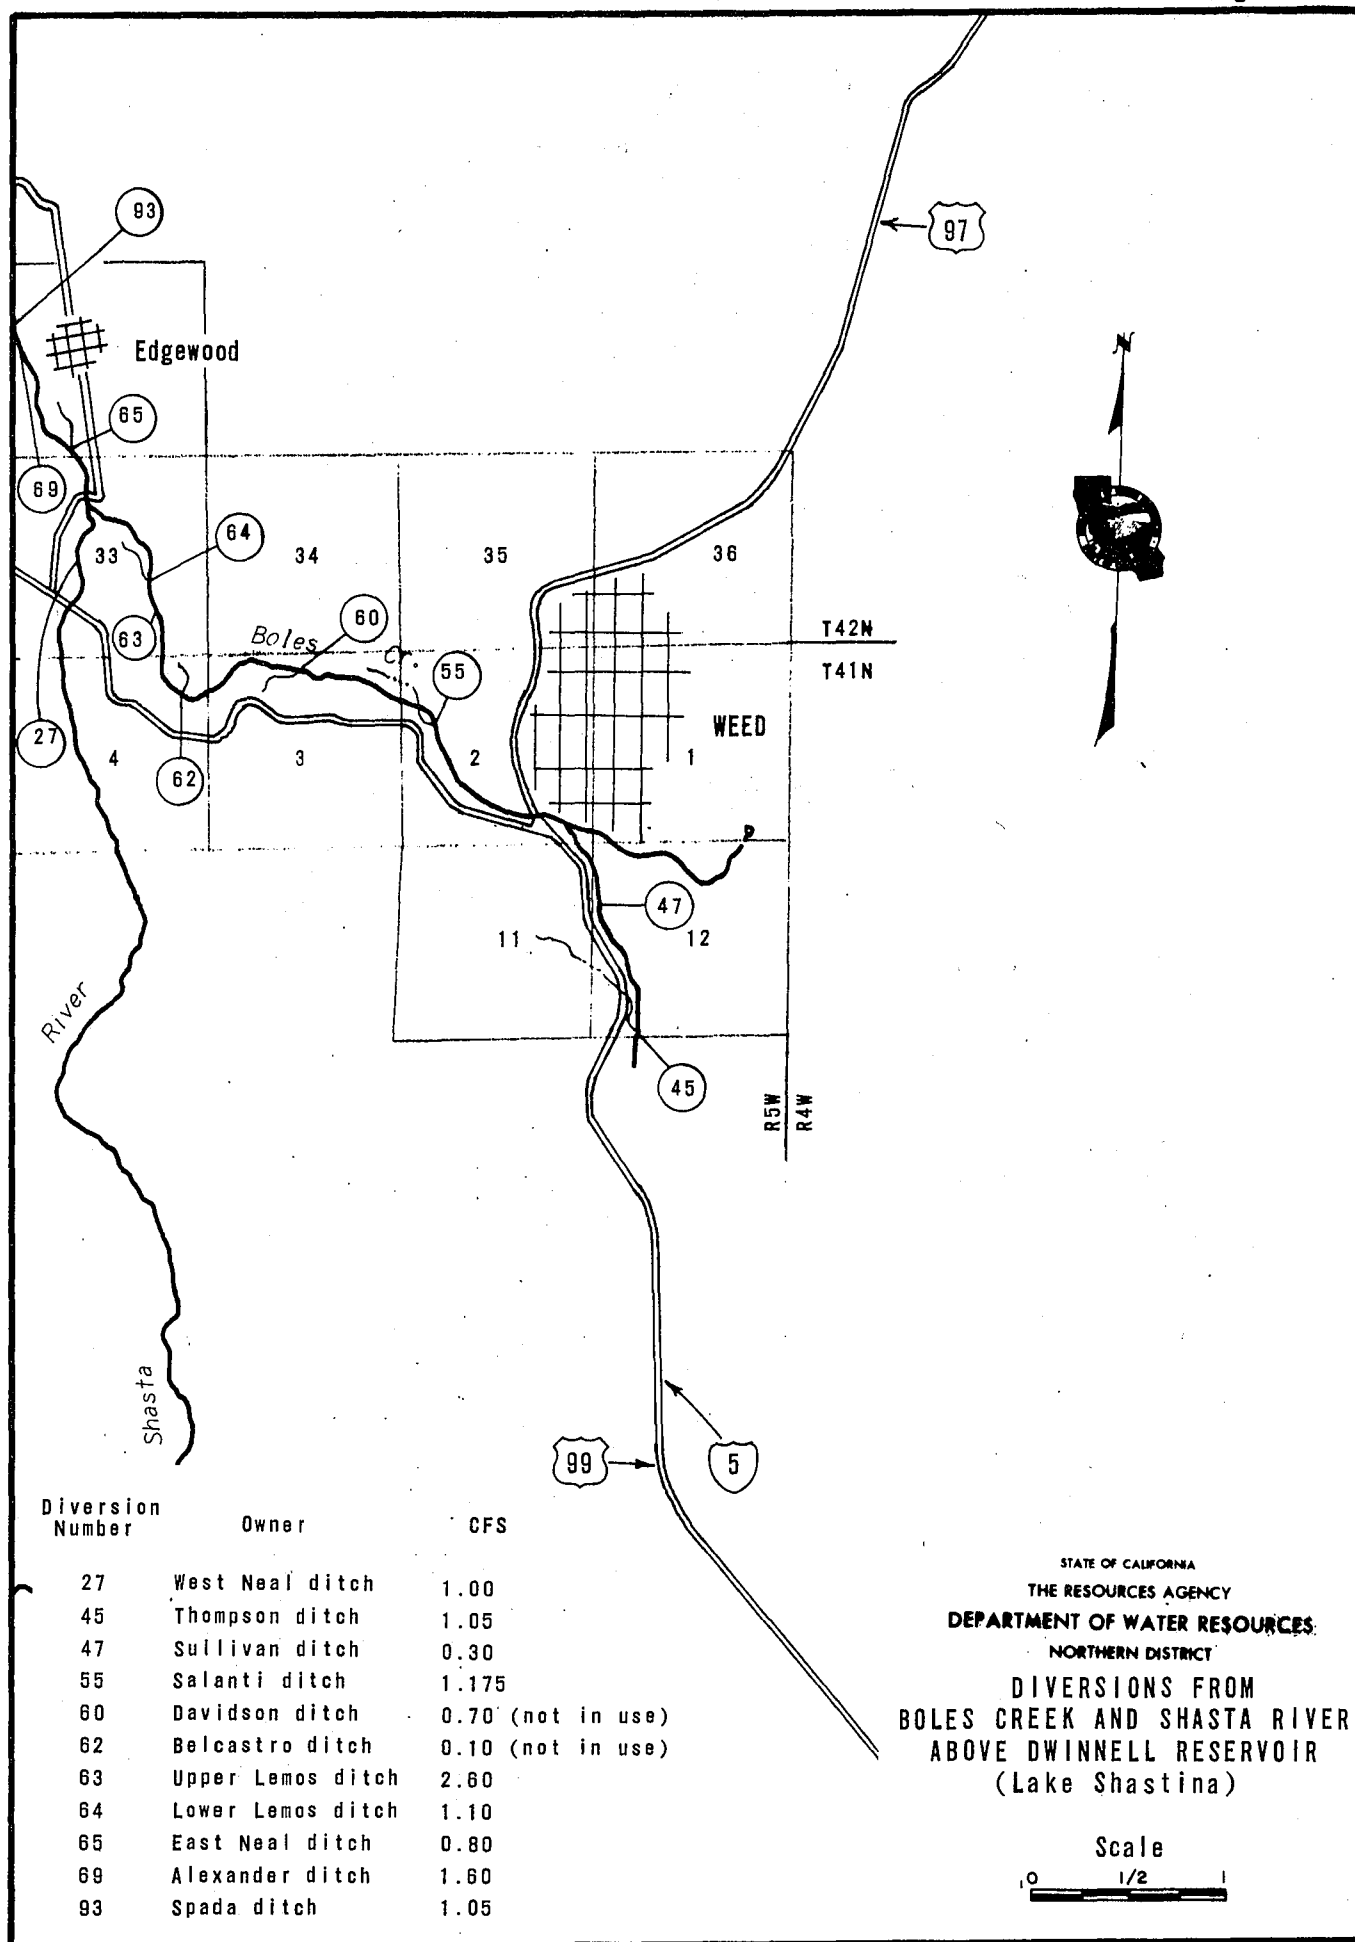 93
97
Edgewood
65
69
64
33
34
35
36
63
Boles
60
Cr.
T42N
T41N
55
WEED
27
4
62
3
2
1
47
11
12
River
45
R5W
R4W
Shasta
99
5
Diversion Number Owner CFS
27 West Neal ditch 1.00
45 Thompson ditch 1.05
47 Sullivan ditch 0.30
55 Salanti ditch 1.175
60 Davidson ditch 0.70 (not in use)
62 Belcastro ditch 0.10 (not in use)
63 Upper Lemos ditch 2.60
64 Lower Lemos ditch 1.10
65 East Neal ditch 0.80
69 Alexander ditch 1.60
93 Spada ditch 1.05
N
STATE OF CALIFORNIA
THE RESOURCES AGENCY
DEPARTMENT OF WATER RESOURCES
NORTHERN DISTRICT
DIVERSIONS FROM
BOLES CREEK AND SHASTA RIVER
ABOVE DWINNELL RESERVOIR
(Lake Shastina)
Scale
0 1/2 1